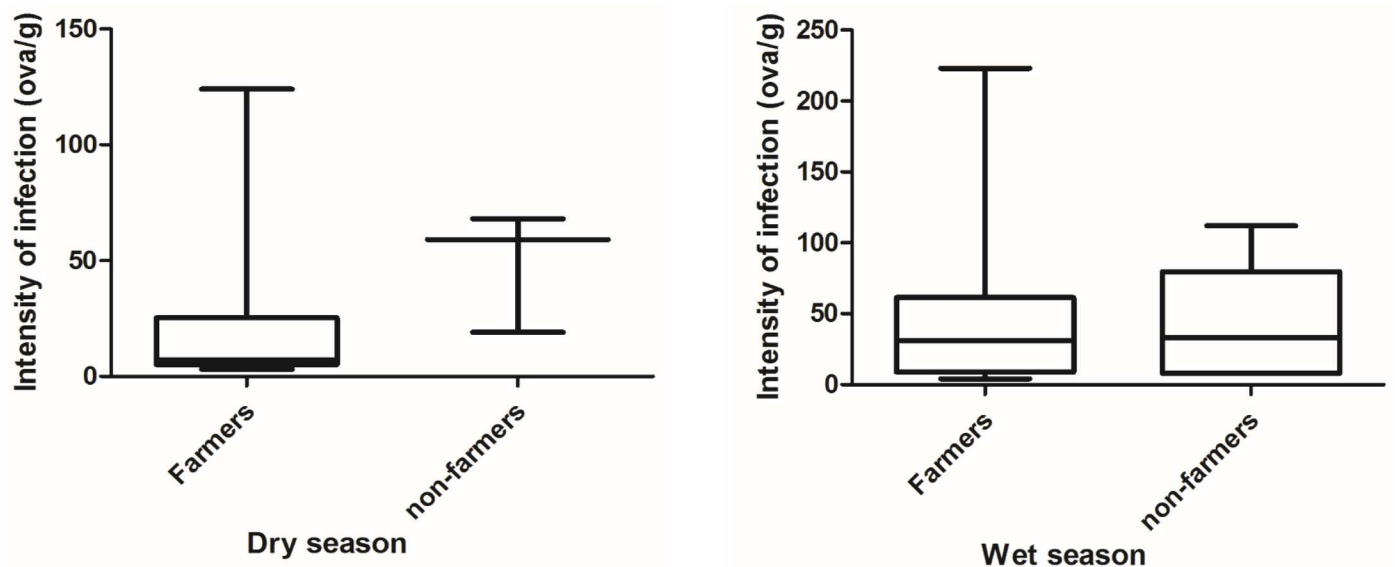 Intensity of infection (ova/g)
150
100
50
0
Farmers
non-farmers
Dry season
Intensity of infection (ova/g)
250
200
150
100
50
0
Farmers
non-farmers
Wet season